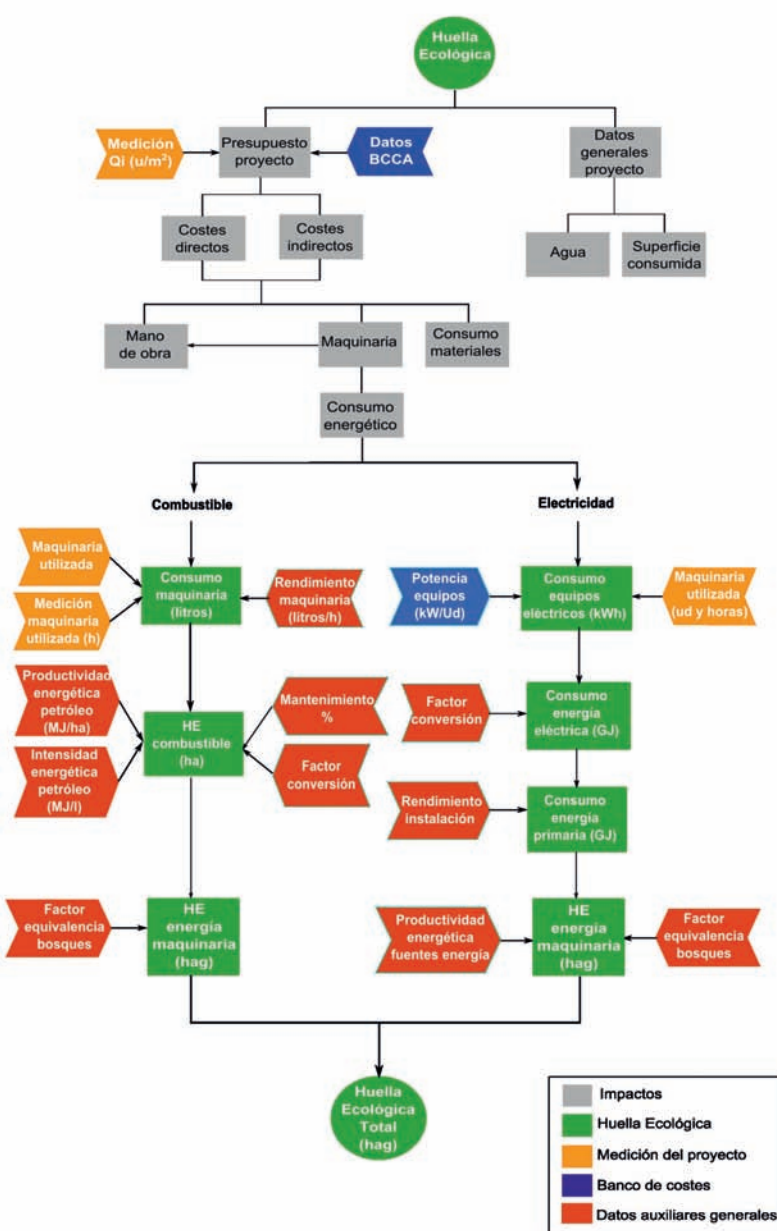 Huella
Ecológica
Medición
Qi (u/m²)
Presupuesto
proyecto
Datos
BCCA
Datos
generales
proyecto
Costes
directos
Costes
indirectos
Agua
Superficie
consumida
Mano
de obra
Maquinaria
Consumo
materiales
Consumo
energético
Combustible
Electricidad
Maquinaria
utilizada
Medición
maquinaria
utilizada (h)
Consumo
maquinaria
(litros)
Rendimiento
maquinaria
(litros/h)
Potencia
equipos
(kW/Ud)
Consumo
equipos
eléctricos (kWh)
Maquinaria
utilizada
(ud y horas)
Productividad
energética
petróleo
(MJ/ha)
Intensidad
energética
petróleo
(MJ/l)
HE
combustible
(ha)
Mantenimiento
%
Factor
conversión
Factor
conversión
Consumo
energía
eléctrica (GJ)
Rendimiento
instalación
Consumo
energía
primaria (GJ)
Factor
equivalencia
bosques
HE
energía
maquinaria
(hag)
Productividad
energética
fuentes energía
HE
energía
maquinaria
(hag)
Factor
equivalencia
bosques
Huella
Ecológica
Total
(hag)
Impactos
Huella Ecológica
Medición del proyecto
Banco de costes
Datos auxiliares generales